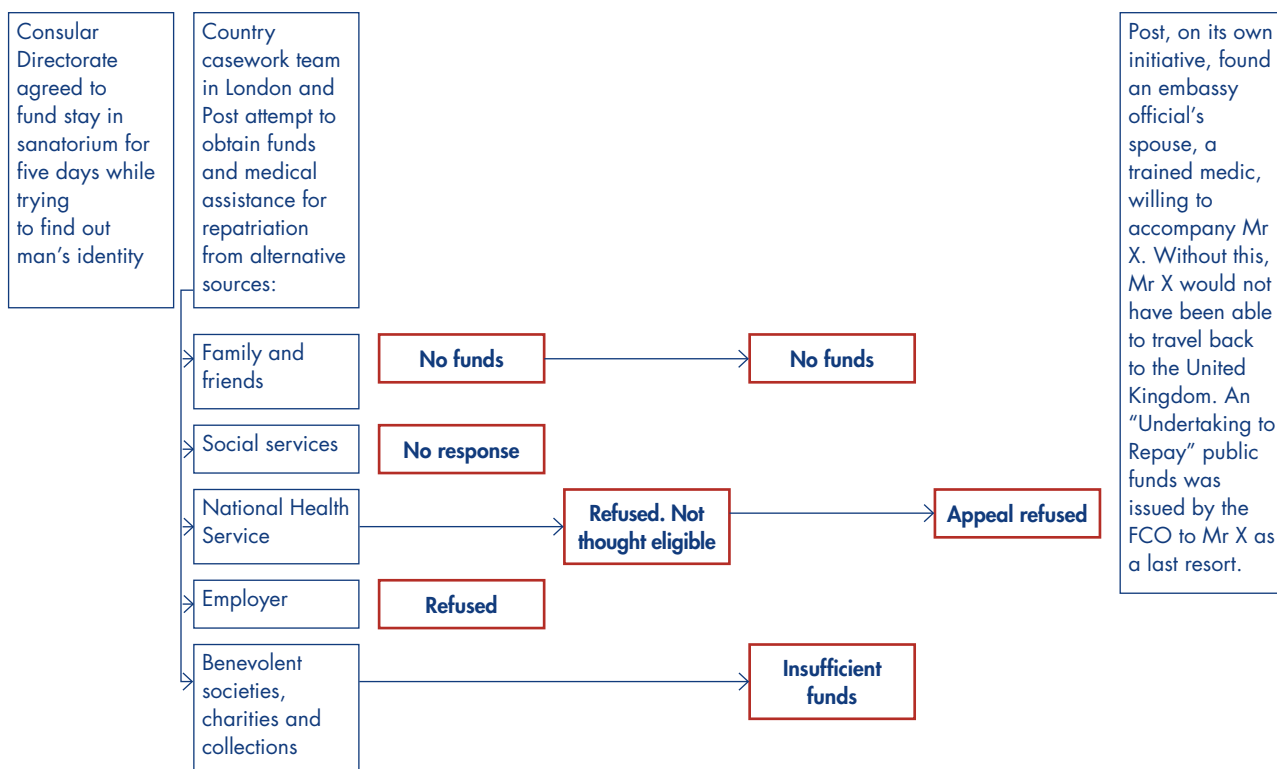 Consular
Directorate
agreed to
fund stay in
sanatorium for
five days while
trying
to find out
man's identity
Country
casework team
in London and
Post attempt to
obtain funds
and medical
assistance for
repatriation
from alternative
sources:
Family and
friends
No funds
No funds
Social services
No response
National Health
Service
Refused. Not
thought eligible
Appeal refused
Employer
Refused
Benevolent
societies,
charities and
collections
Insufficient
funds
Post, on its own
initiative, found
an embassy
official's
spouse, a
trained medic,
willing to
accompany Mr
X. Without this,
Mr X would not
have been able
to travel back
to the United
Kingdom. An
“Undertaking to
Repay” public
funds was
issued by the
FCO to Mr X as
a last resort.